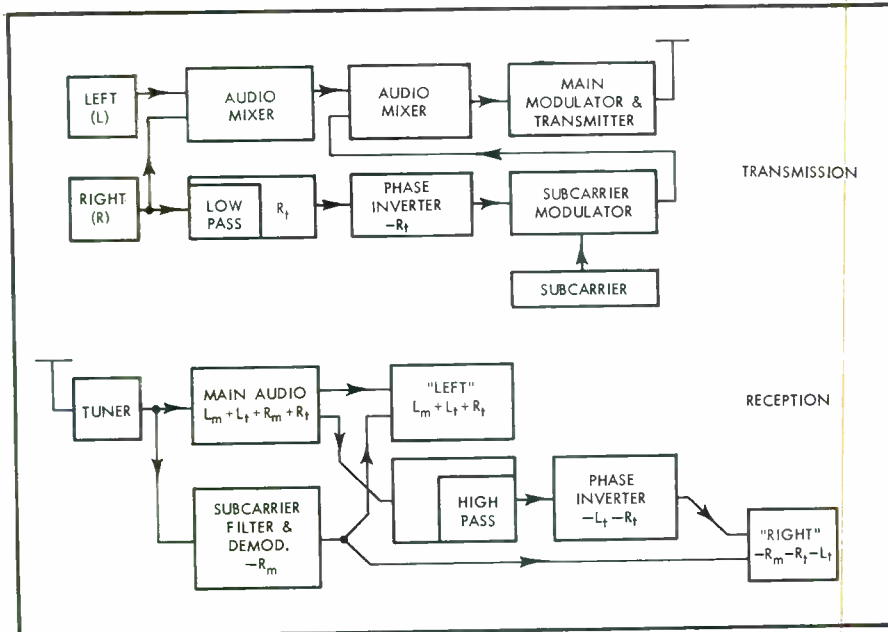 LEFT
(L)
AUDIO
MIXER
AUDIO
MIXER
MAIN
MODULATOR &
TRANSMITTER
TRANSMISSION
RIGHT
(R)
LOW
PASS
Rₜ
PHASE
INVERTER
−Rₜ
SUBCARRIER
MODULATOR
SUBCARRIER
TUNER
MAIN AUDIO
Lₘ + Lₜ + Rₘ + Rₜ
"LEFT"
Lₘ + Lₜ + Rₜ
RECEPTION
SUBCARRIER
FILTER &
DEMOD.
−Rₘ
HIGH
PASS
PHASE
INVERTER
−Lₜ − Rₜ
"RIGHT"
−Rₘ−Rₜ−Lₜ